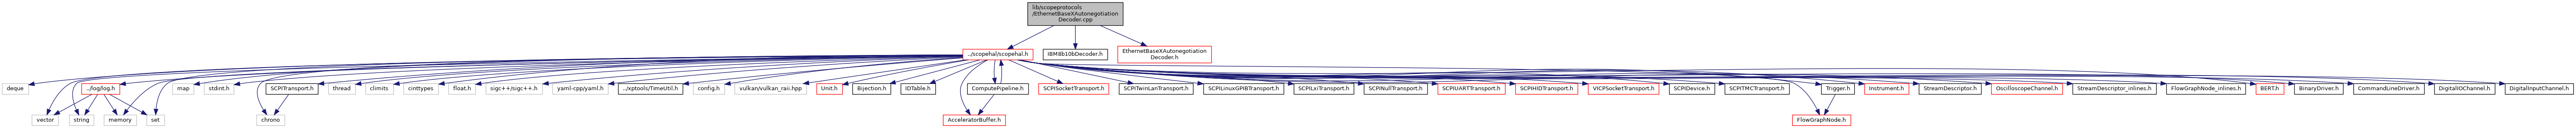 lib/scopeprotocols
/EthernetBaseXAutonegotiation
Decoder.cpp
../scopehal/scopehal.h
IBM8b10bDecoder.h
EthernetBaseXAutonegotiation
Decoder.h
deque
../log/log.h
map
stdint.h
SCPITransport.h
thread
climits
cinttypes
float.h
sigc++/sigc++.h
yaml-cpp/yaml.h
../xptools/TimeUtil.h
config.h
vulkan/vulkan_raii.hpp
Unit.h
Bijection.h
IDTable.h
ComputePipeline.h
SCPISocketTransport.h
SCPITwinLanTransport.h
SCPILinuxGPIBTransport.h
SCPILxiTransport.h
SCPINullTransport.h
SCPIUARTTransport.h
SCPIHIDTransport.h
VICPSocketTransport.h
SCPIDevice.h
SCPITMCTransport.h
Trigger.h
Instrument.h
StreamDescriptor.h
OscilloscopeChannel.h
StreamDescriptor_inlines.h
FlowGraphNode_inlines.h
BERT.h
BinaryDriver.h
CommandLineDriver.h
DigitalIOChannel.h
DigitalInputChannel.h
vector
string
memory
set
chrono
AcceleratorBuffer.h
FlowGraphNode.h